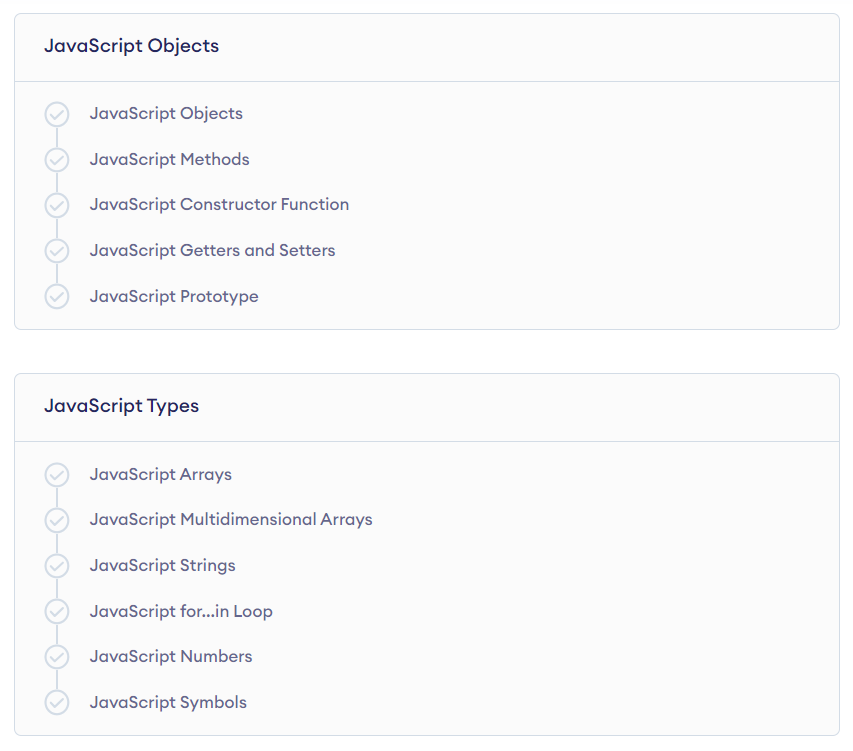 JavaScript Objects
JavaScript Objects
JavaScript Methods
JavaScript Constructor Function
JavaScript Getters and Setters
JavaScript Prototype
JavaScript Types
JavaScript Arrays
JavaScript Multidimensional Arrays
JavaScript Strings
JavaScript for...in Loop
JavaScript Numbers
JavaScript Symbols